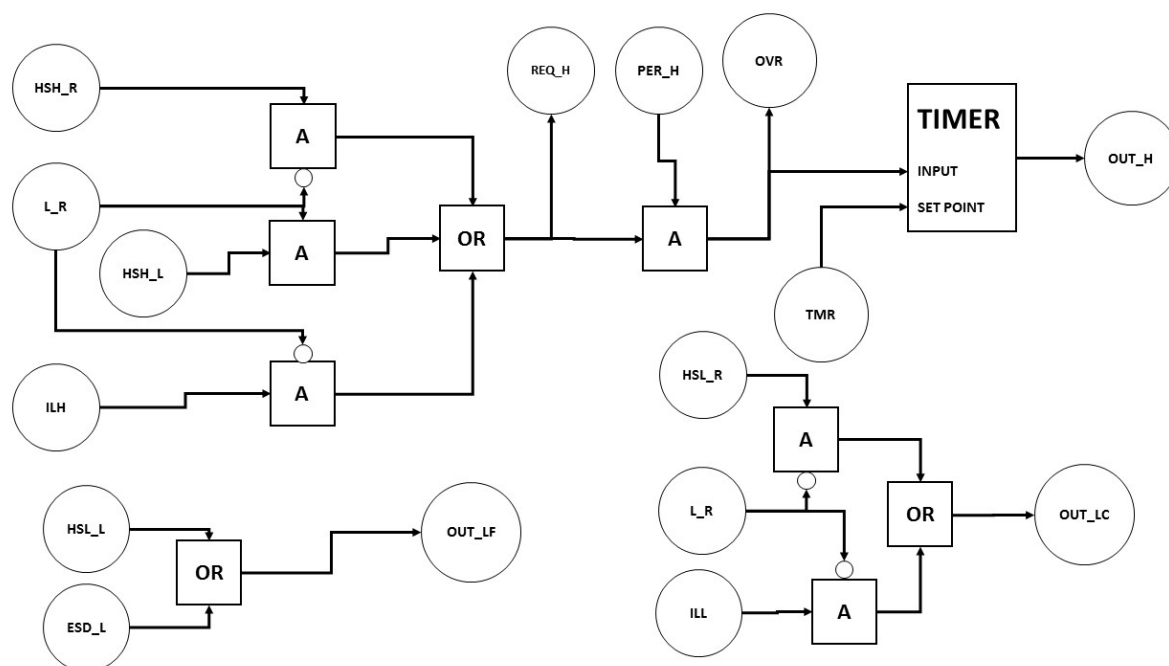 HSH_R
REQ_H
PER_H
OVR
A
TIMER
INPUT
SET POINT
OUT_H
L_R
A
OR
A
HSH_L
TMR
ILH
A
HSL_R
A
HSL_L
OUT_LF
L_R
OR
OUT_LC
OR
ESD_L
ILL
A